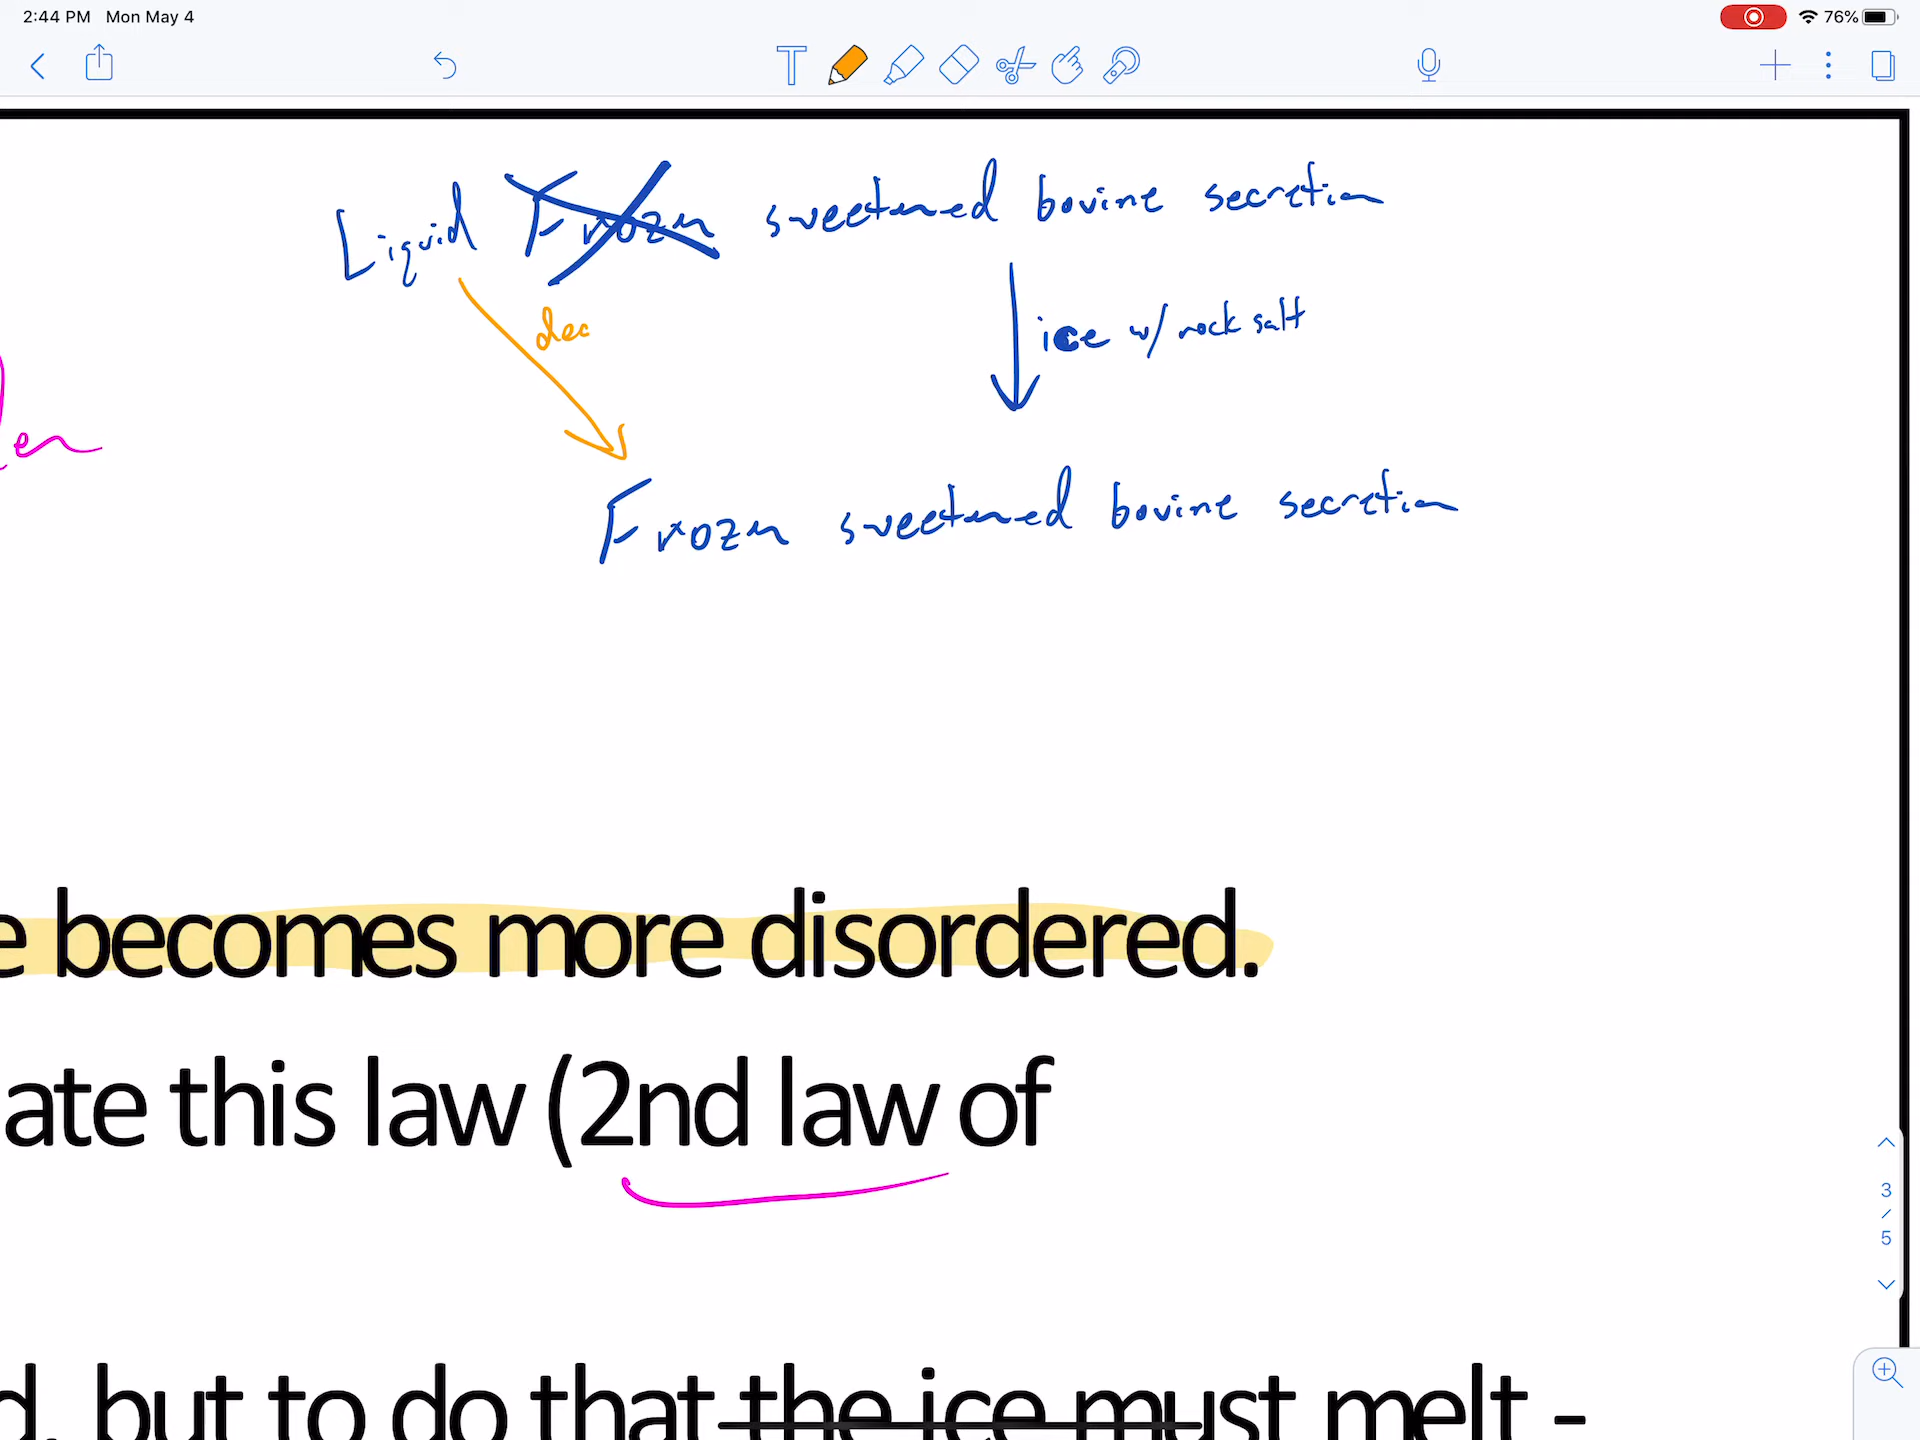 2:44 PM Mon May 4
76%
Liquid Frozen sweetened bovine secretion
dec
ice w/ rock salt
Frozen sweetened bovine secretion
e becomes more disordered.
ate this law (2nd law of
3
/
5
d, but to do that the ice must melt -